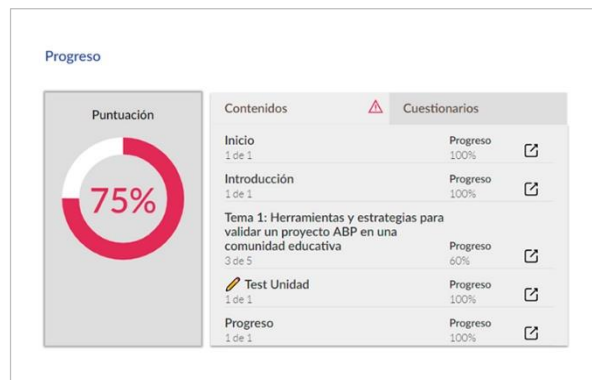 Progreso
Puntuación
75%
Contenidos
Cuestionarios
Inicio
1 de 1
Progreso
100%
Introducción
1 de 1
Progreso
100%
Tema 1: Herramientas y estrategias para
validar un proyecto ABP en una
comunidad educativa
3 de 5
Progreso
60%
Test Unidad
1 de 1
Progreso
100%
Progreso
1 de 1
Progreso
100%